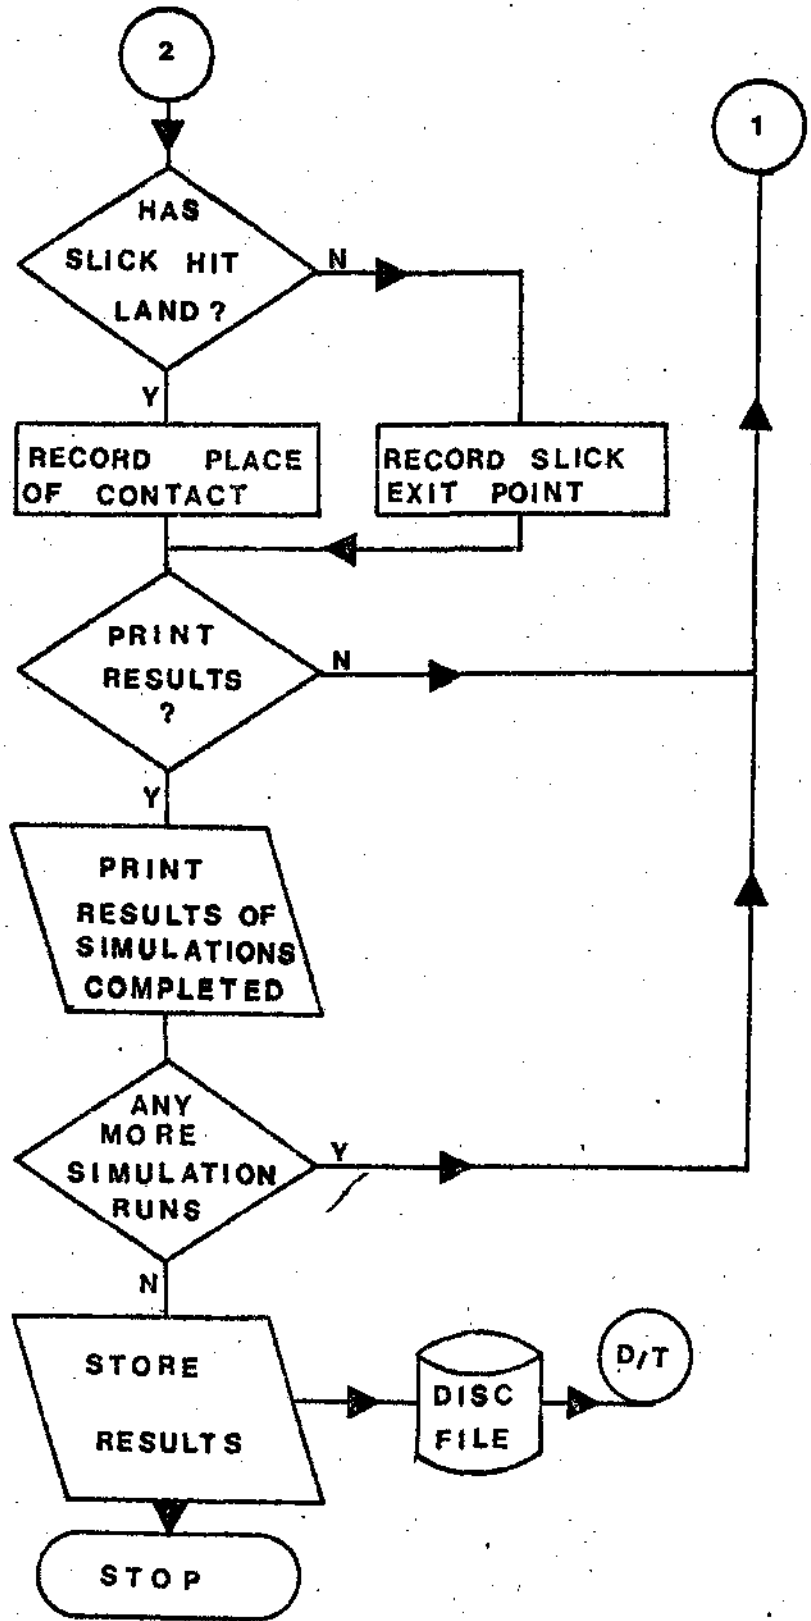 2
1
HAS
SLICK HIT
LAND?
N
Y
RECORD PLACE
OF CONTACT
RECORD SLICK
EXIT POINT
PRINT
RESULTS
?
N
Y
PRINT
RESULTS OF
SIMULATIONS
COMPLETED
ANY
MORE
SIMULATION
RUNS
Y
N
STORE
RESULTS
DISC
FILE
D/T
STOP